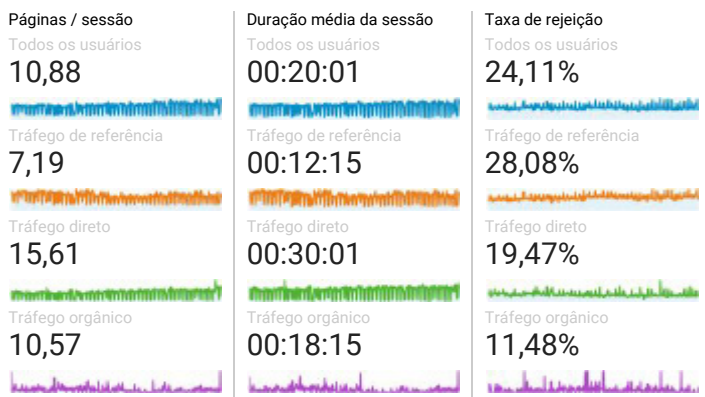 Páginas / sessão
Todos os usuários
10,88
Tráfego de referência
7,19
Tráfego direto
15,61
Tráfego orgânico
10,57
Duração média da sessão
Todos os usuários
00:20:01
Tráfego de referência
00:12:15
Tráfego direto
00:30:01
Tráfego orgânico
00:18:15
Taxa de rejeição
Todos os usuários
24,11%
Tráfego de referência
28,08%
Tráfego direto
19,47%
Tráfego orgânico
11,48%